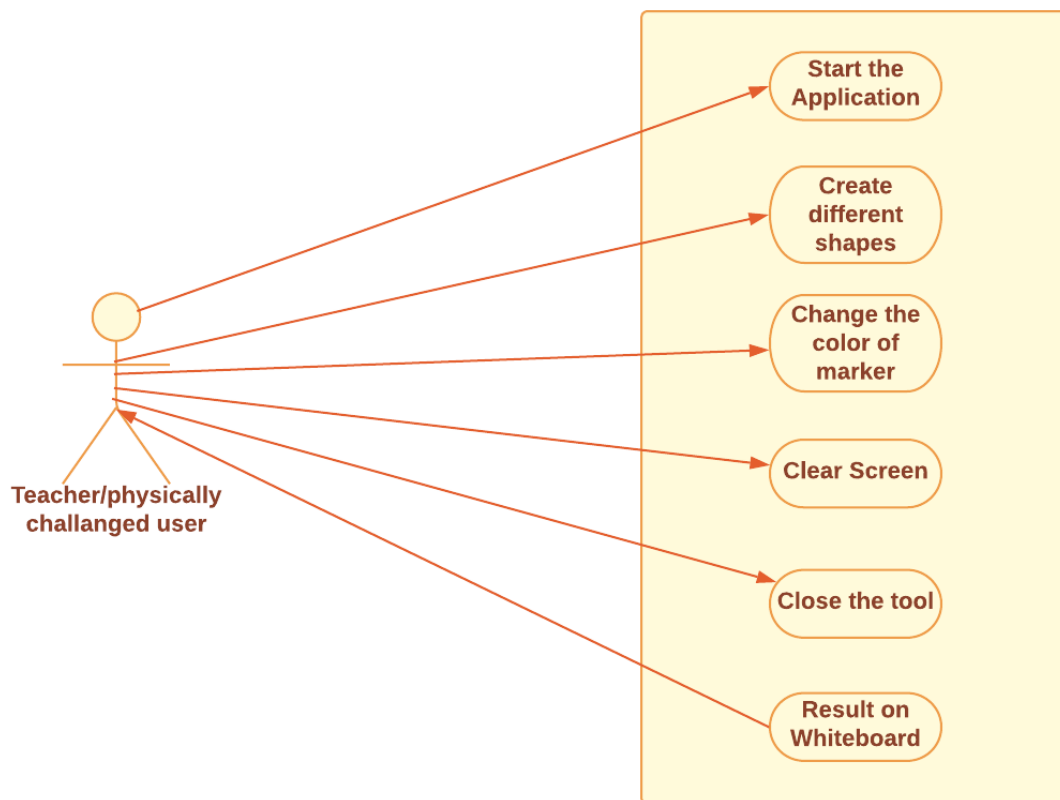 Start the
Application
Create
different
shapes
Change the
color of
marker
Clear Screen
Teacher/physically
challanged user
Close the tool
Result on
Whiteboard